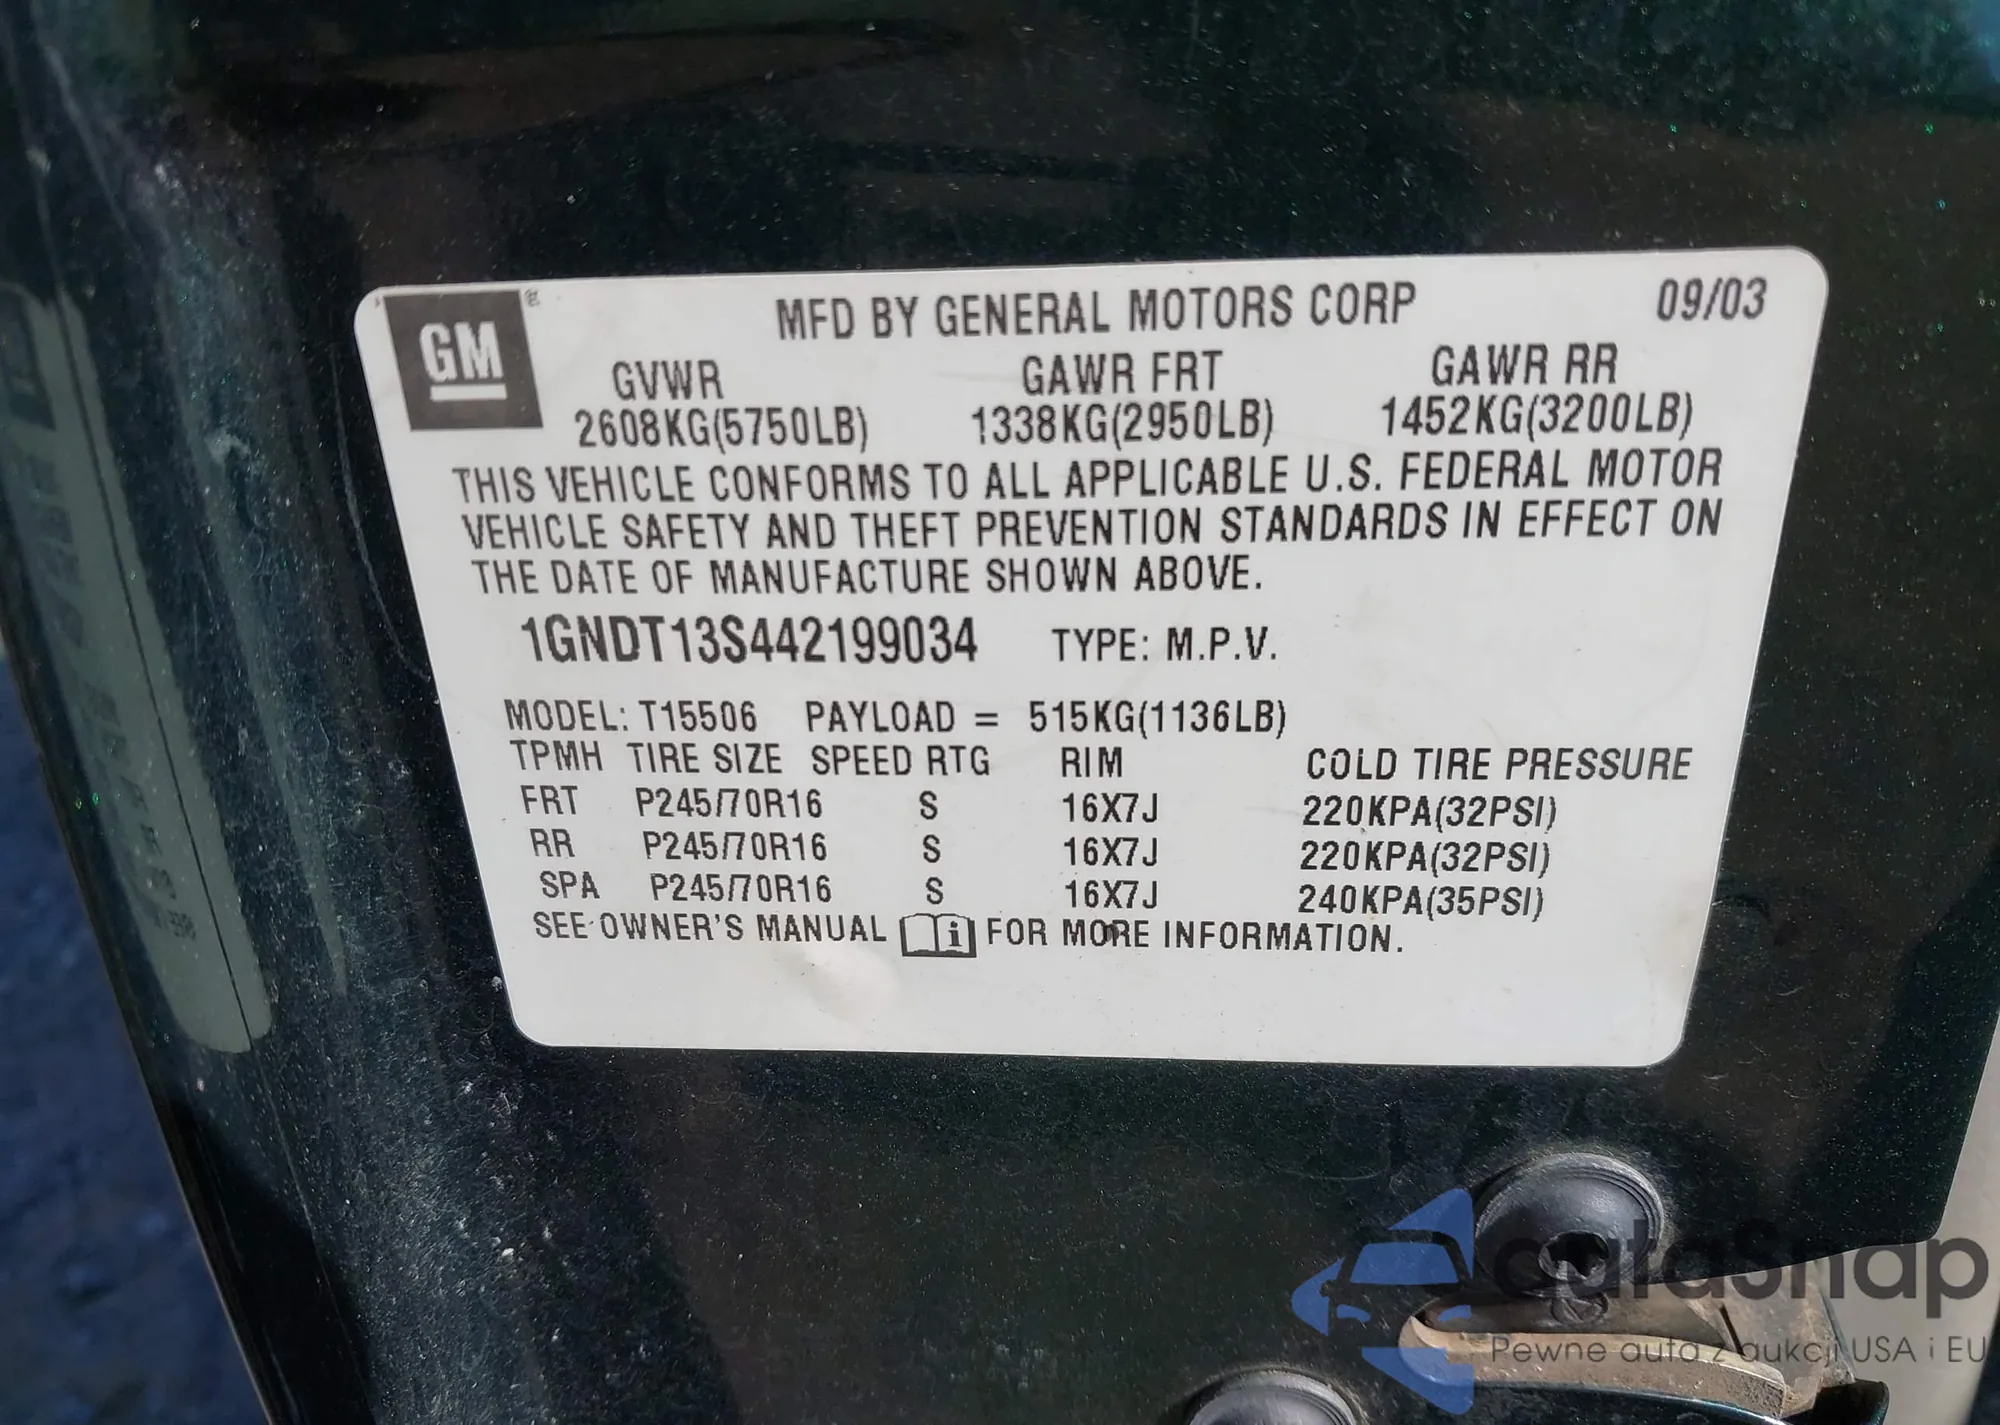 GM ®
MFD BY GENERAL MOTORS CORP 09/03
GVWR GAWR FRT GAWR RR
2608KG(5750LB) 1338KG(2950LB) 1452KG(3200LB)
THIS VEHICLE CONFORMS TO ALL APPLICABLE U.S. FEDERAL MOTOR
VEHICLE SAFETY AND THEFT PREVENTION STANDARDS IN EFFECT ON
THE DATE OF MANUFACTURE SHOWN ABOVE.
1GNDT13S442199034 TYPE: M.P.V.
MODEL: T15506 PAYLOAD = 515KG(1136LB)
TPMH TIRE SIZE SPEED RTG RIM COLD TIRE PRESSURE
FRT P245/70R16 S 16X7J 220KPA(32PSI)
RR P245/70R16 S 16X7J 220KPA(32PSI)
SPA P245/70R16 S 16X7J 240KPA(35PSI)
SEE OWNER'S MANUAL i FOR MORE INFORMATION.
autaSnap
Pewne auta z aukcji USA i EU